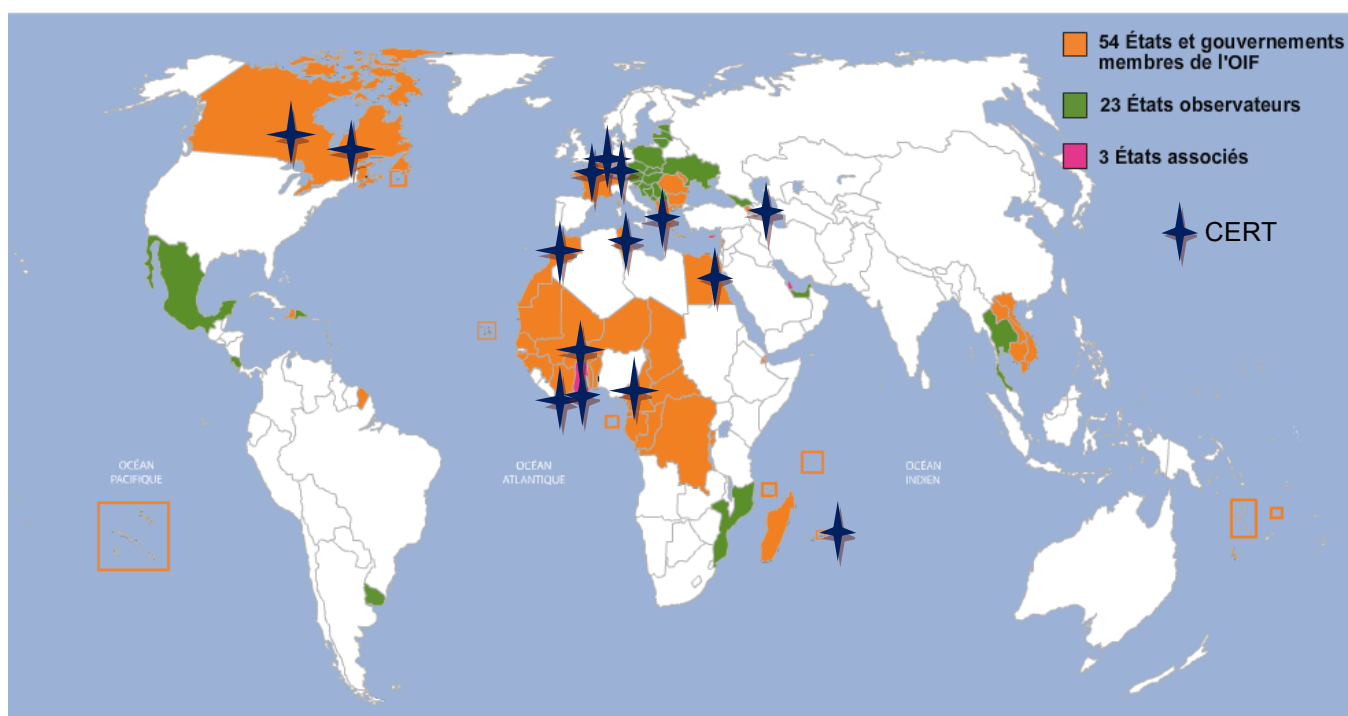 54 États et gouvernements
membres de l'OIF
23 États observateurs
3 États associés
CERT
OCÉAN
PACIFIQUE
OCÉAN
ATLANTIQUE
OCÉAN
INDIEN